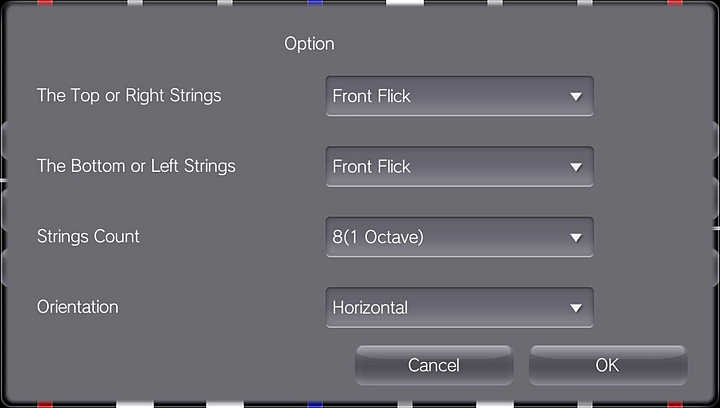 Option
The Top or Right Strings Front Flick
The Bottom or Left Strings Front Flick
Strings Count 8(1 Octave)
Orientation Horizontal
Cancel OK